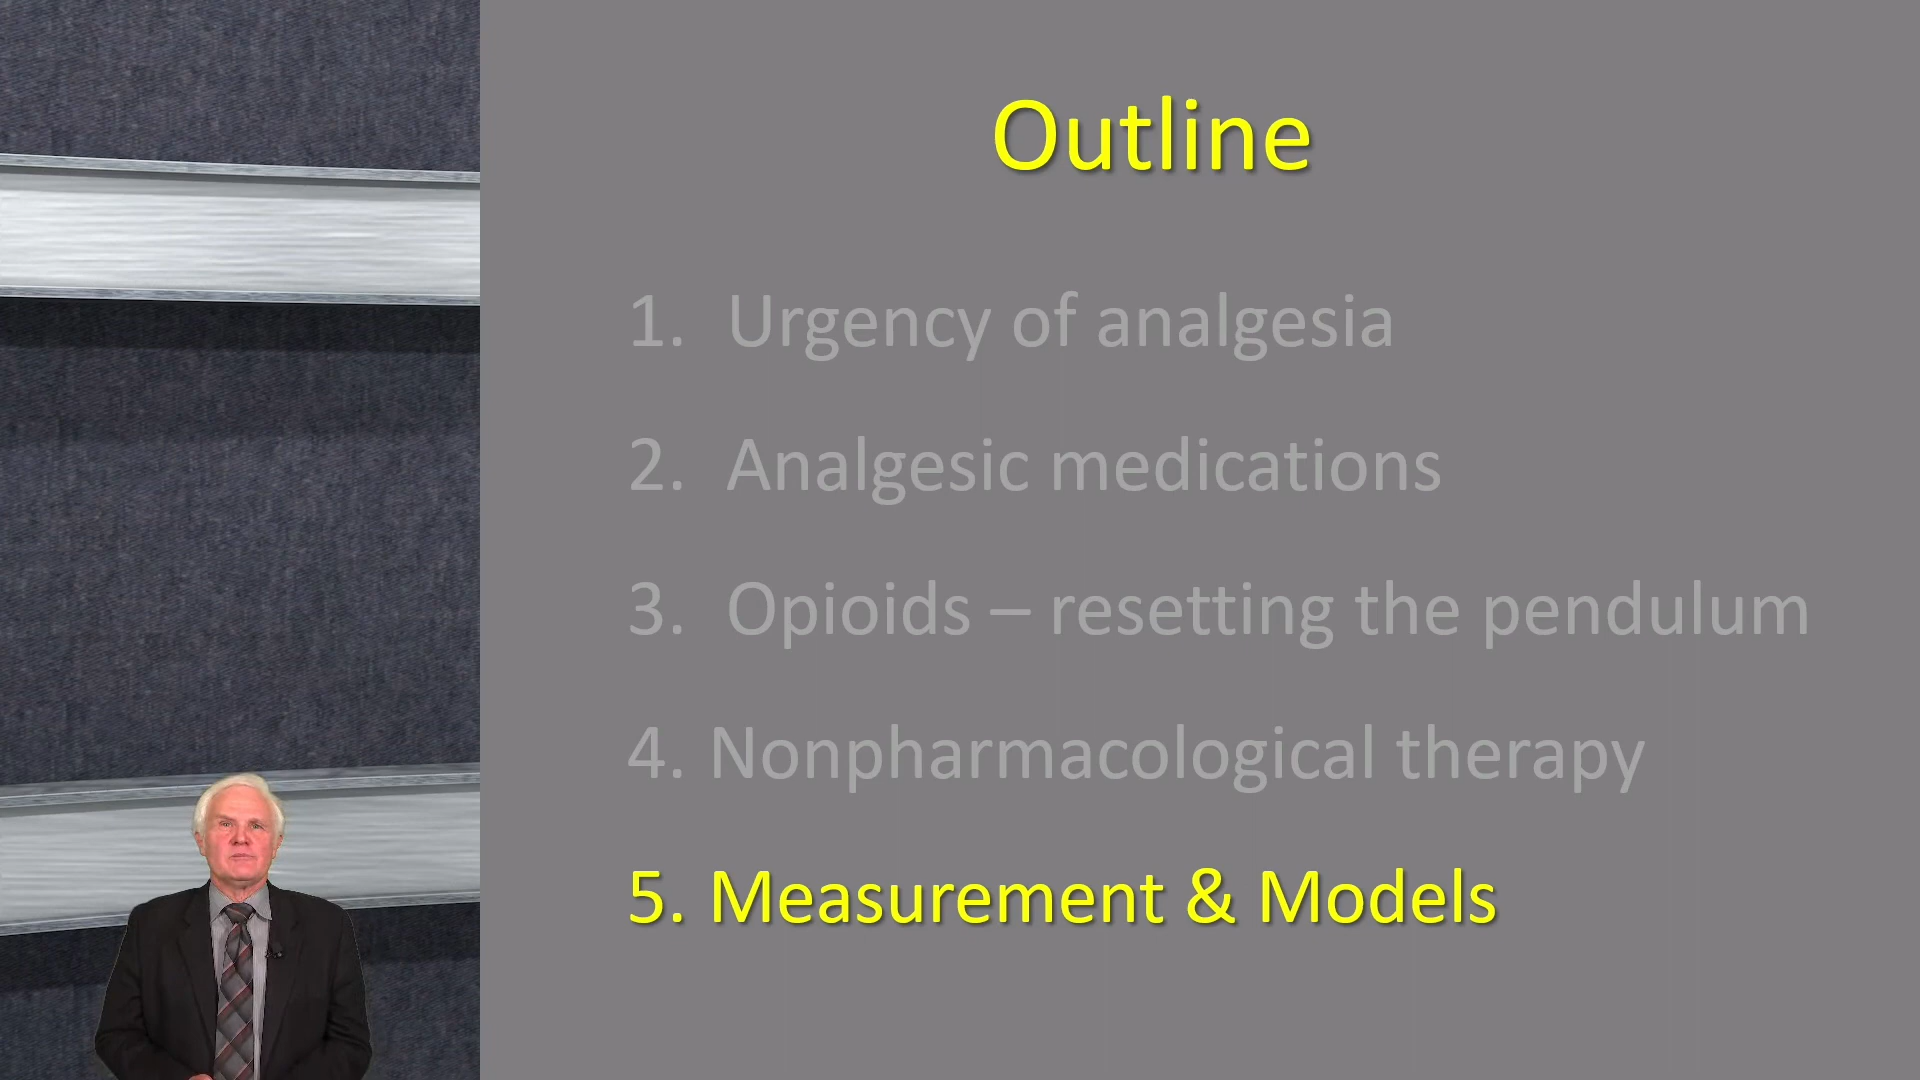 Outline
1. Urgency of analgesia
2. Analgesic medications
3. Opioids – resetting the pendulum
4. Nonpharmacological therapy
5. Measurement & Models